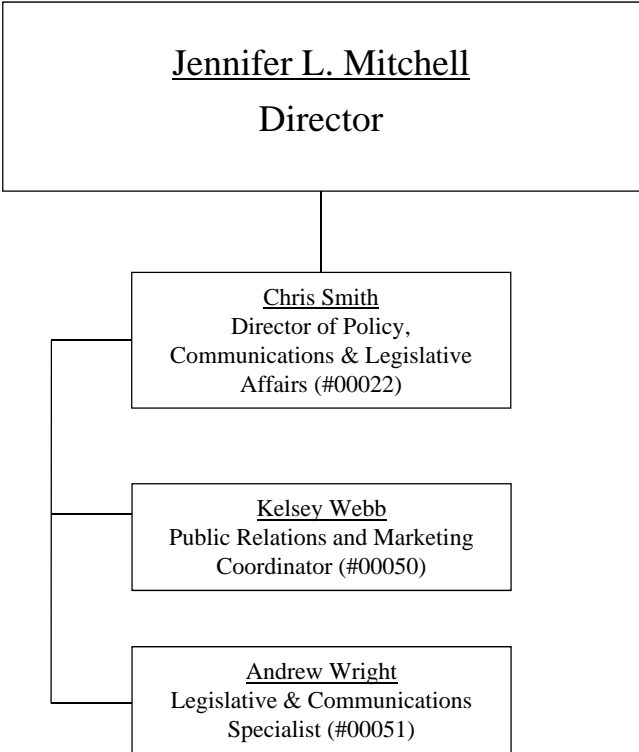 Jennifer L. Mitchell
Director
Chris Smith
Director of Policy,
Communications & Legislative
Affairs (#00022)
Kelsey Webb
Public Relations and Marketing
Coordinator (#00050)
Andrew Wright
Legislative & Communications
Specialist (#00051)